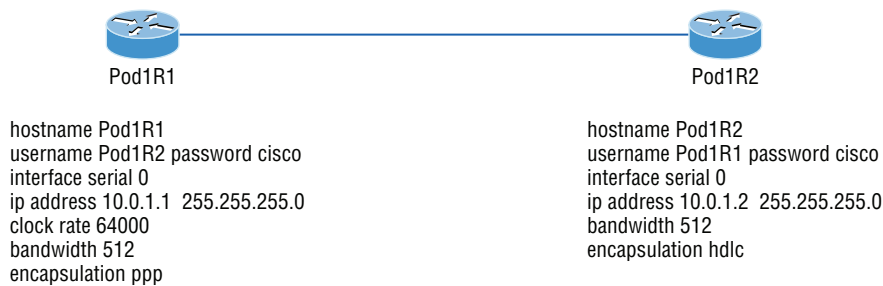 Pod1R1
Pod1R2
hostname Pod1R1
username Pod1R2 password cisco
interface serial 0
ip address 10.0.1.1 255.255.255.0
clock rate 64000
bandwidth 512
encapsulation ppp
hostname Pod1R2
username Pod1R1 password cisco
interface serial 0
ip address 10.0.1.2 255.255.255.0
bandwidth 512
encapsulation hdlc